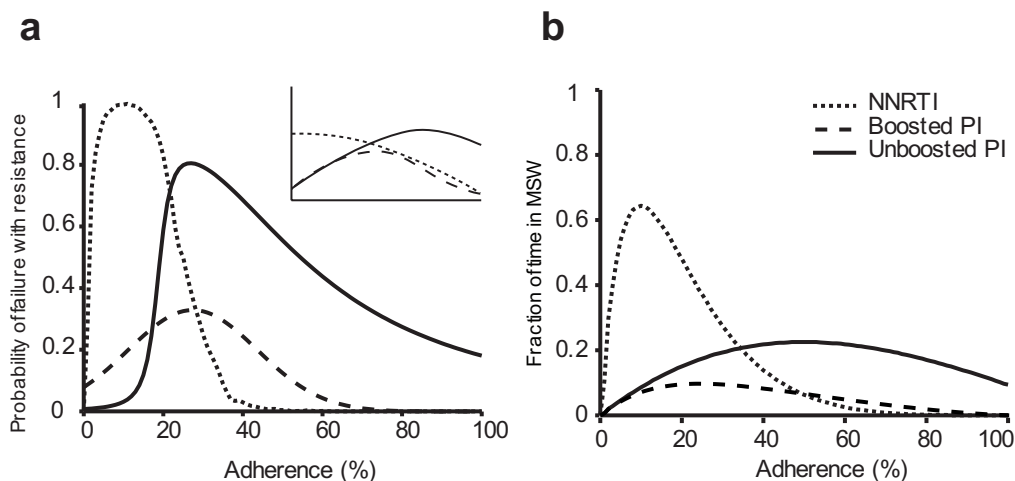 a
Probability of failure with resistance
1
0.8
0.6
0.4
0.2
0
0 20 40 60 80 100
Adherence (%)
b
Fraction of time in MSW
1
0.8
0.6
0.4
0.2
0
0 20 40 60 80 100
Adherence (%)
NNRTI
Boosted PI
Unboosted PI